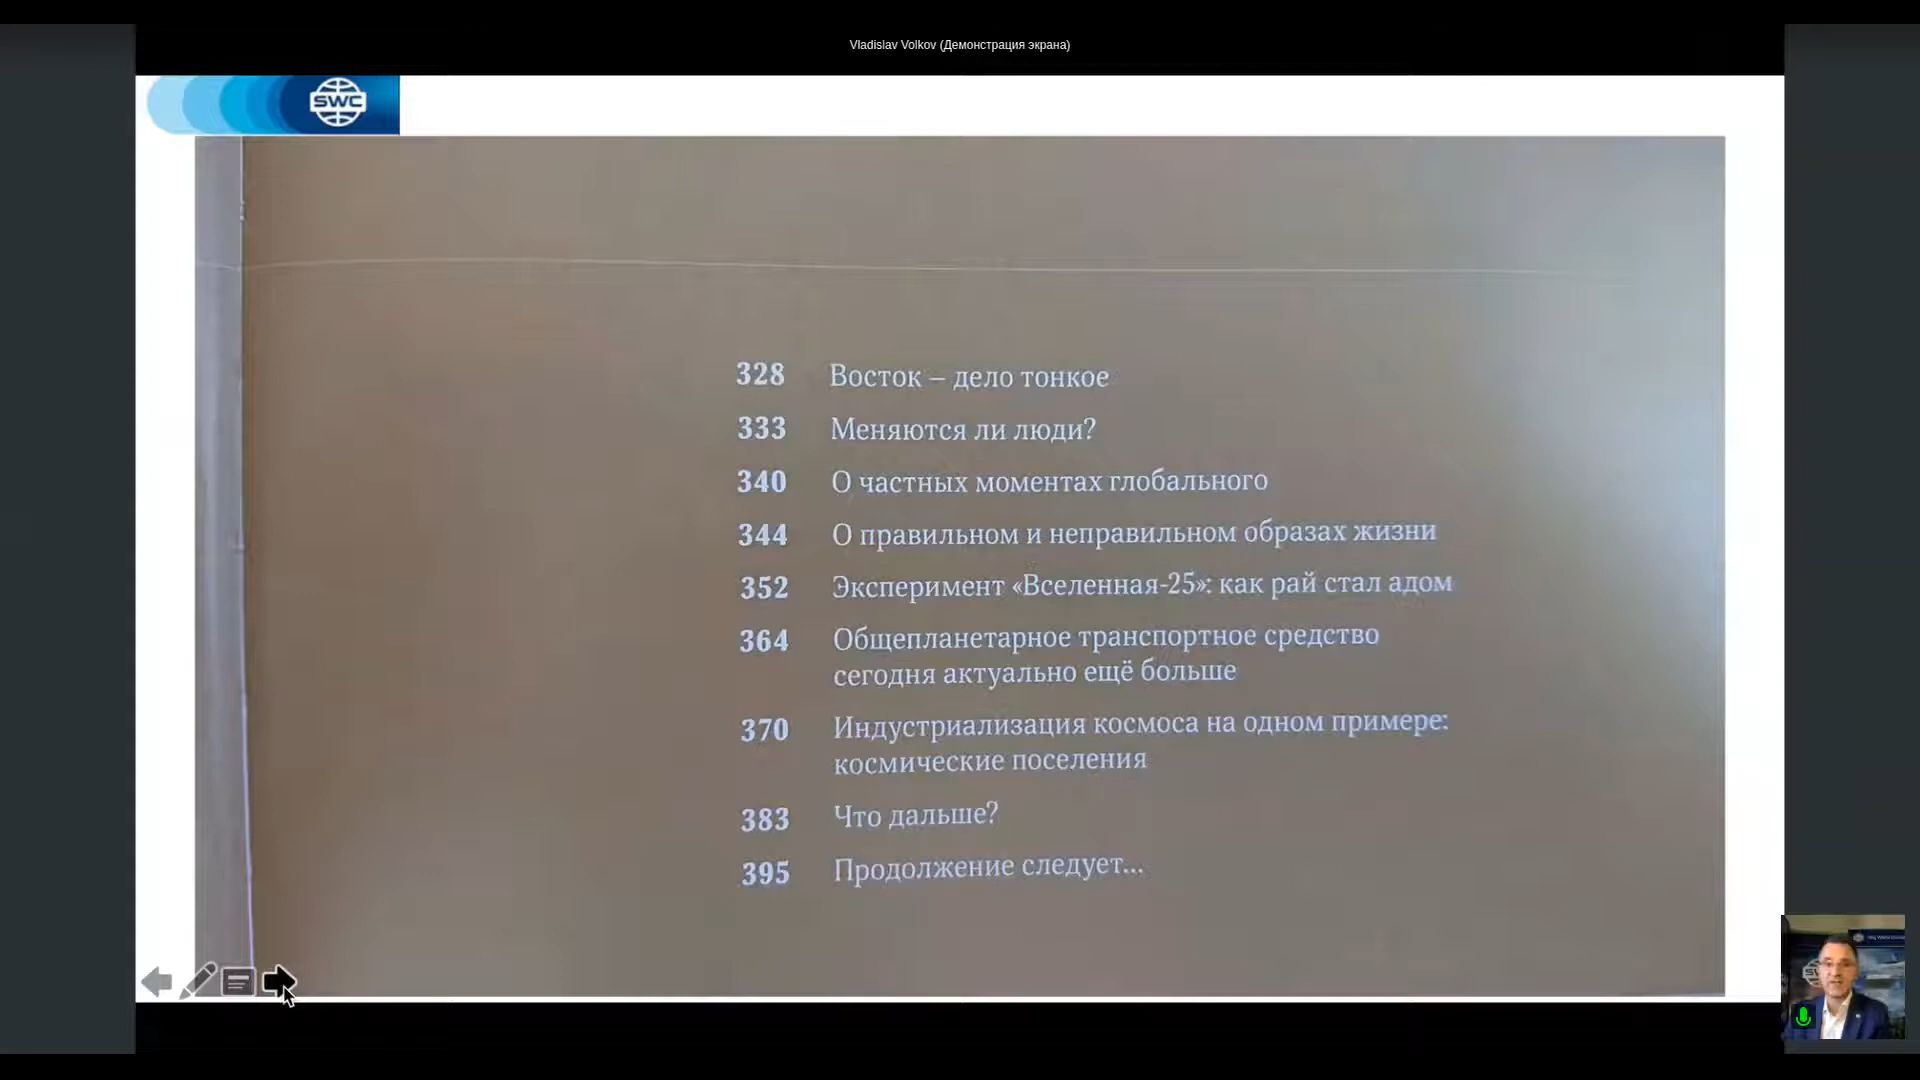 Vladislav Volkov (Демонстрация экрана)
SWC
328 Восток – дело тонкое
333 Меняются ли люди?
340 О частных моментах глобального
344 О правильном и неправильном образах жизни
352 Эксперимент «Вселенная-25»: как рай стал адом
364 Общепланетарное транспортное средство
сегодня актуально ещё больше
370 Индустриализация космоса на одном примере:
космические поселения
383 Что дальше?
395 Продолжение следует...